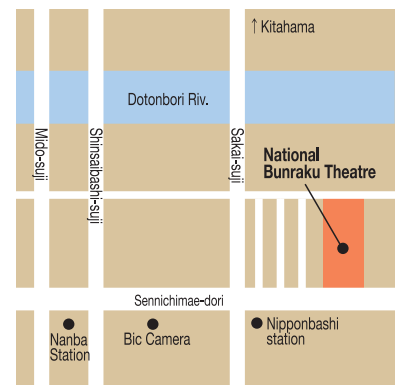 ↑ Kitahama
Dotonbori Riv.
Mido-suji
Shinsaibashi-suji
Sakai-suji
National
Bunraku Theatre
Sennichimae-dori
Nanba
Station
Bic Camera
Nipponbashi
station